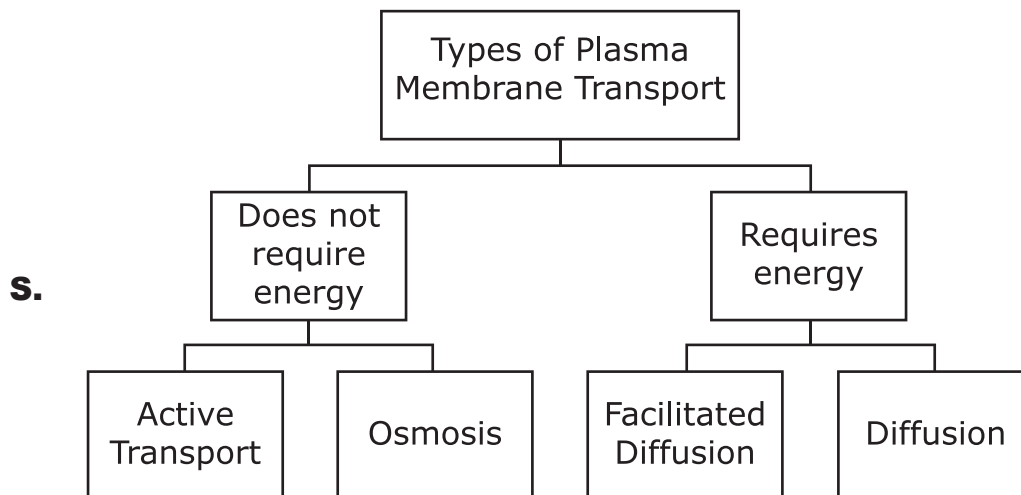 Types of Plasma
Membrane Transport
Does not
require
energy
Requires
energy
s.
Active
Transport
Osmosis
Facilitated
Diffusion
Diffusion